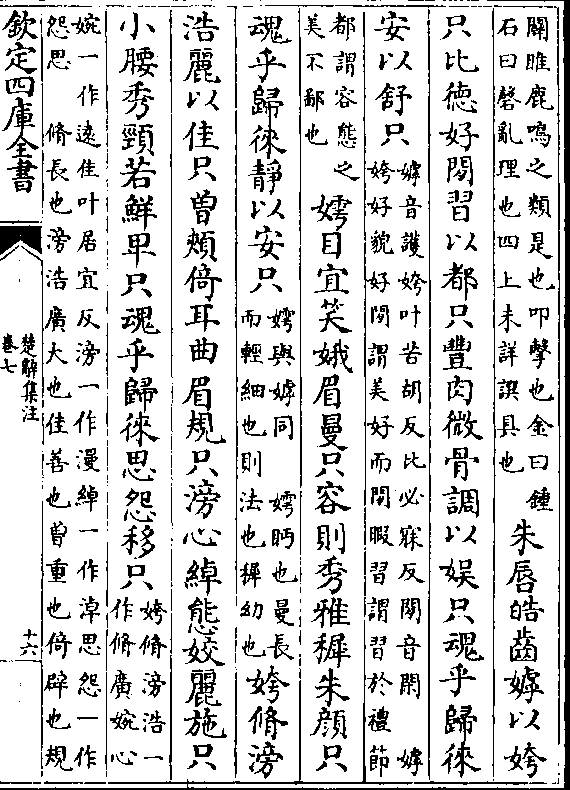 關雎鹿鳴之類是也叩擊也金曰鍾
石曰磬亂理也四上未詳譔具也
朱唇皓齒嫭以姱
只比德好閒習以都只豐肉微骨調以娛只魂乎歸徠
安以舒只
嫭音護姱叶苦胡反比必寐反閒音閑 嫭
姱好貌好閒謂美好而閒暇習謂習於禮節
都謂容態之
美不鄙也
嫮目宜笑娥眉曼只容則秀雅穉朱顏只
魂乎歸徠靜以安只
嫮與嫭同 嫮眄也曼長
而輕細也則法也穉幼也
姱脩滂
浩麗以佳只曾頰倚耳曲眉規只滂心綽態姣麗施只
小腰秀頸若鮮卑只魂乎歸徠思怨移只
姱脩滂浩一
作脩廣婉心
婉一作遠佳叶居宜反滂一作漫綽一作淖思怨一作
怨思 脩長也滂浩廣大也佳善也曾重也倚辟也規
欽定四庫全書
楚辭集注
卷七
十六